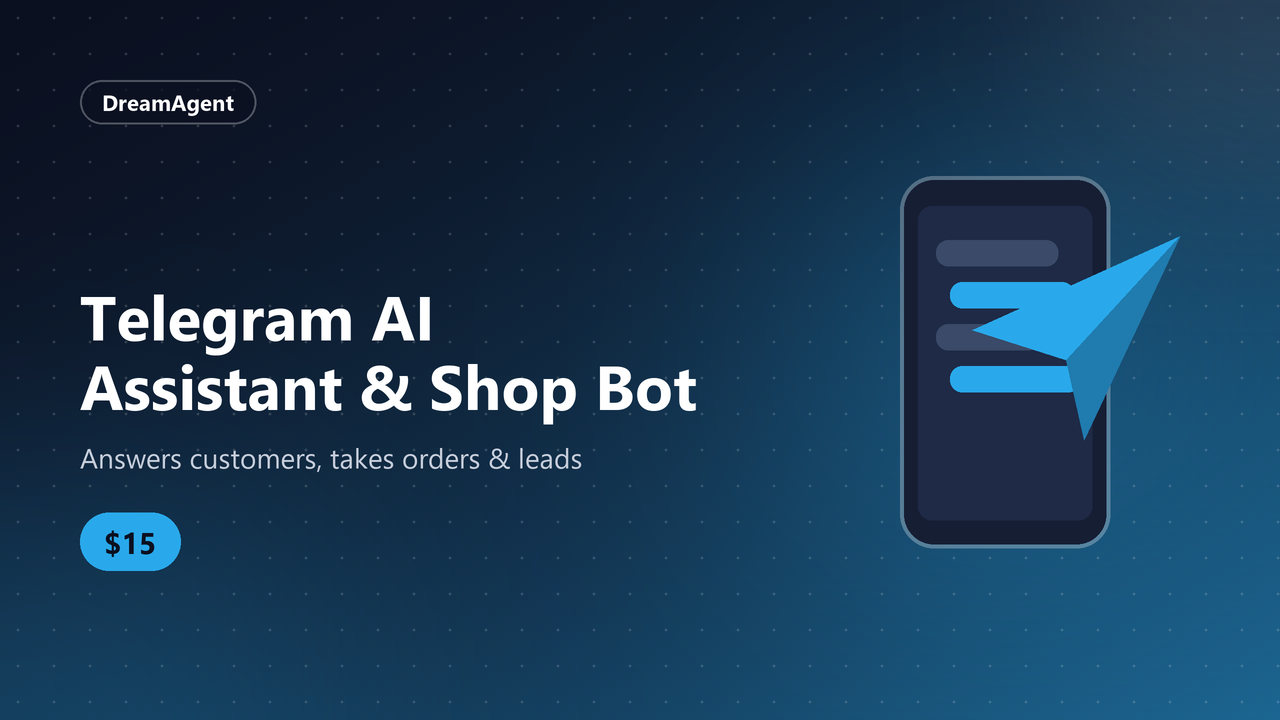 DreamAgent
Telegram AI
Assistant & Shop Bot
Answers customers, takes orders & leads
$15